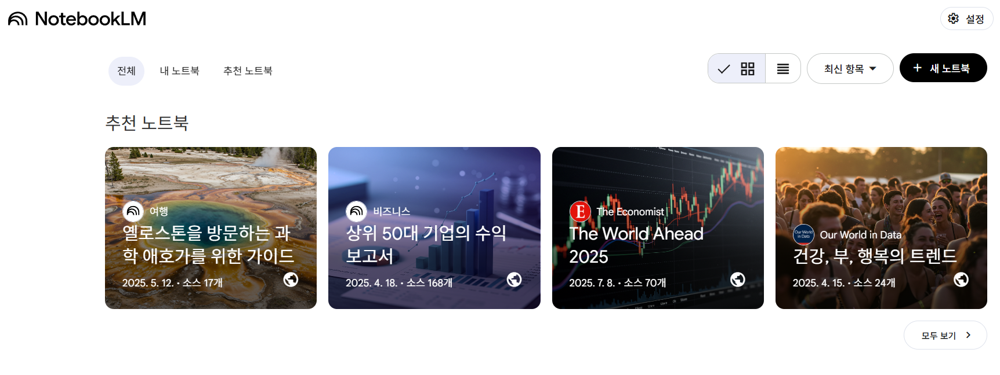 NotebookLM
설정
전체
내 노트북
추천 노트북
최신 항목
새 노트북
추천 노트북
여행
옐로스톤을 방문하는 과
학 애호가를 위한 가이드
2025. 5. 12. • 소스 17개
비즈니스
상위 50대 기업의 수익
보고서
2025. 4. 18. • 소스 168개
E
The Economist
The World Ahead
2025
2025. 7. 8. • 소스 70개
Our World
in Data
Our World in Data
건강, 부, 행복의 트렌드
2025. 4. 15. • 소스 24개
모두 보기